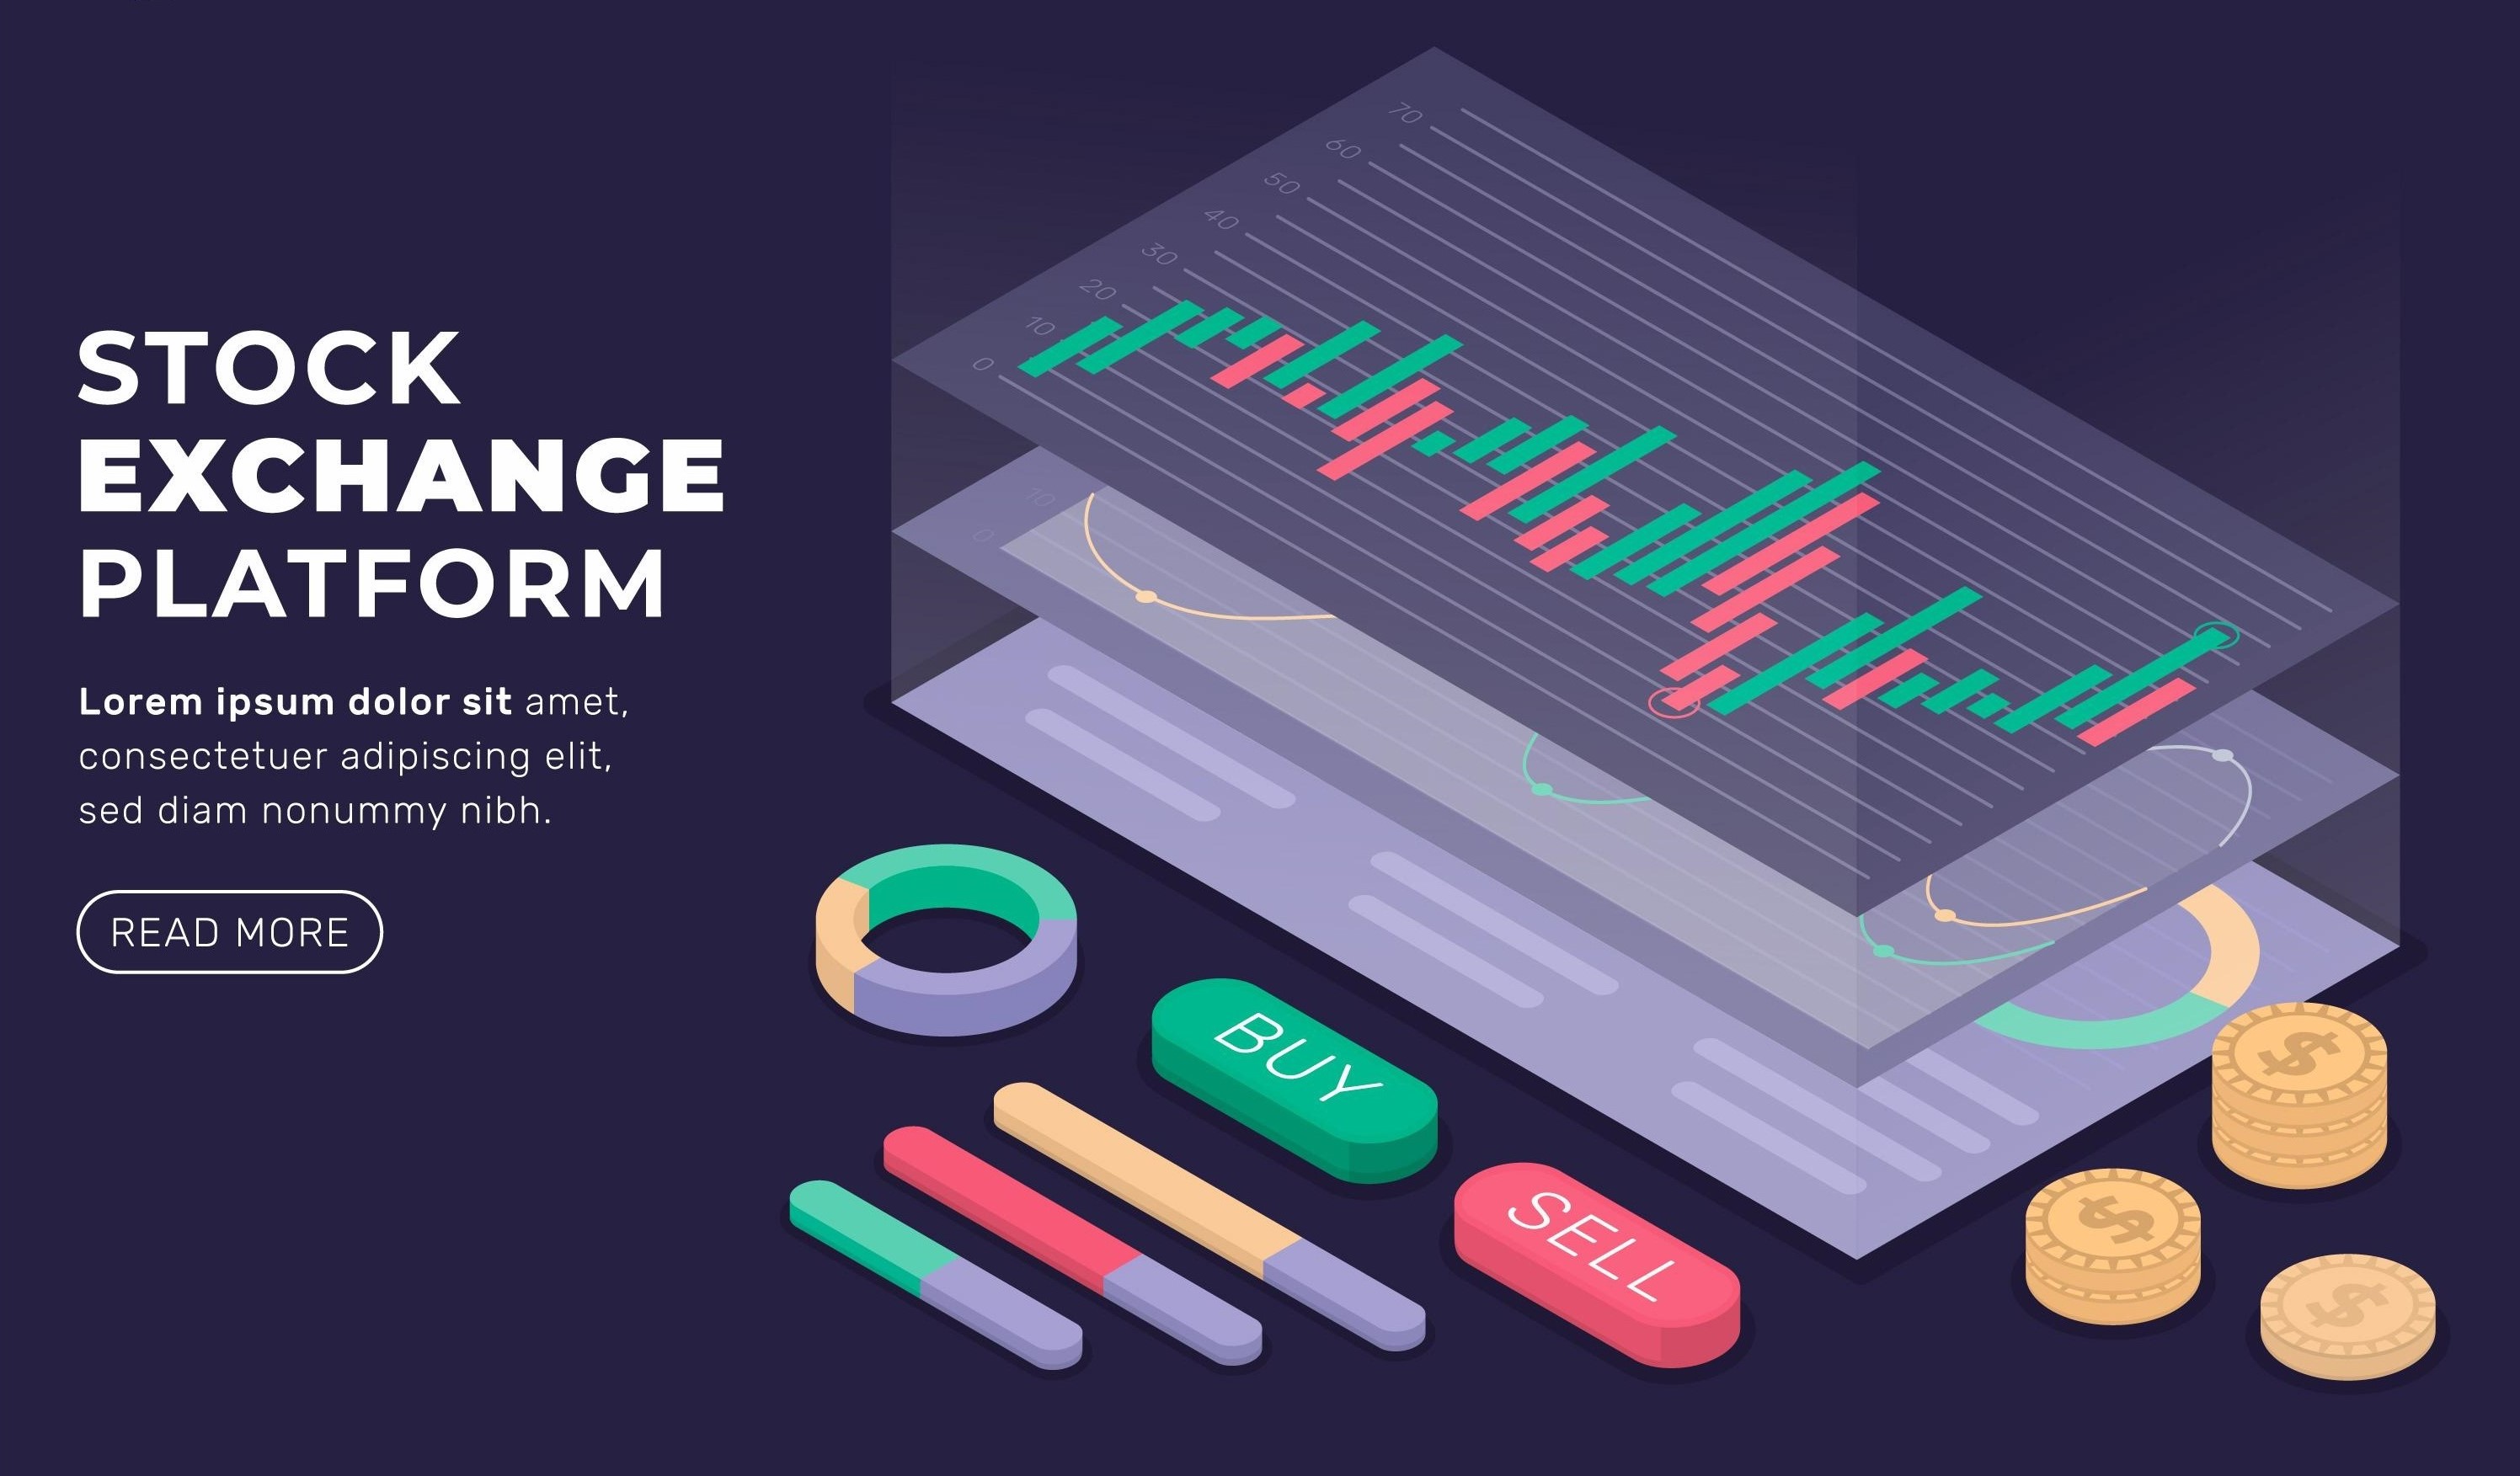 STOCK
EXCHANGE
PLATFORM
Lorem ipsum dolor sit amet,
consectetuer adipiscing elit,
sed diam nonummy nibh.
READ MORE
70
60
50
40
30
20
10
0
10
0
BUY
SELL
$
$
$